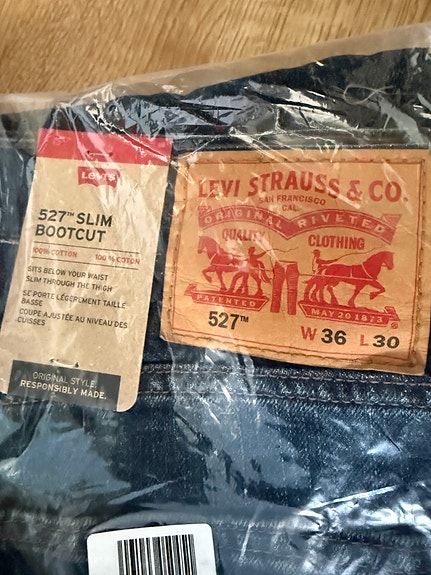 Levi's
527™ SLIM
BOOTCUT
100% COTTON 100 % COTON
SITS BELOW YOUR WAIST
SLIM THROUGH THE THIGH
SE PORTE LÉGÈREMENT TAILLE
BASSE
COUPE AJUSTÉE AU NIVEAU DES
CUISSES
ORIGINAL STYLE.
RESPONSIBLY MADE.
LEVI STRAUSS & CO.
SAN FRANCISCO
CAL.
ORIGINAL RIVETED
QUALITY CLOTHING
PATENTED MAY 20 1873 ®
527™
W 36 L 30